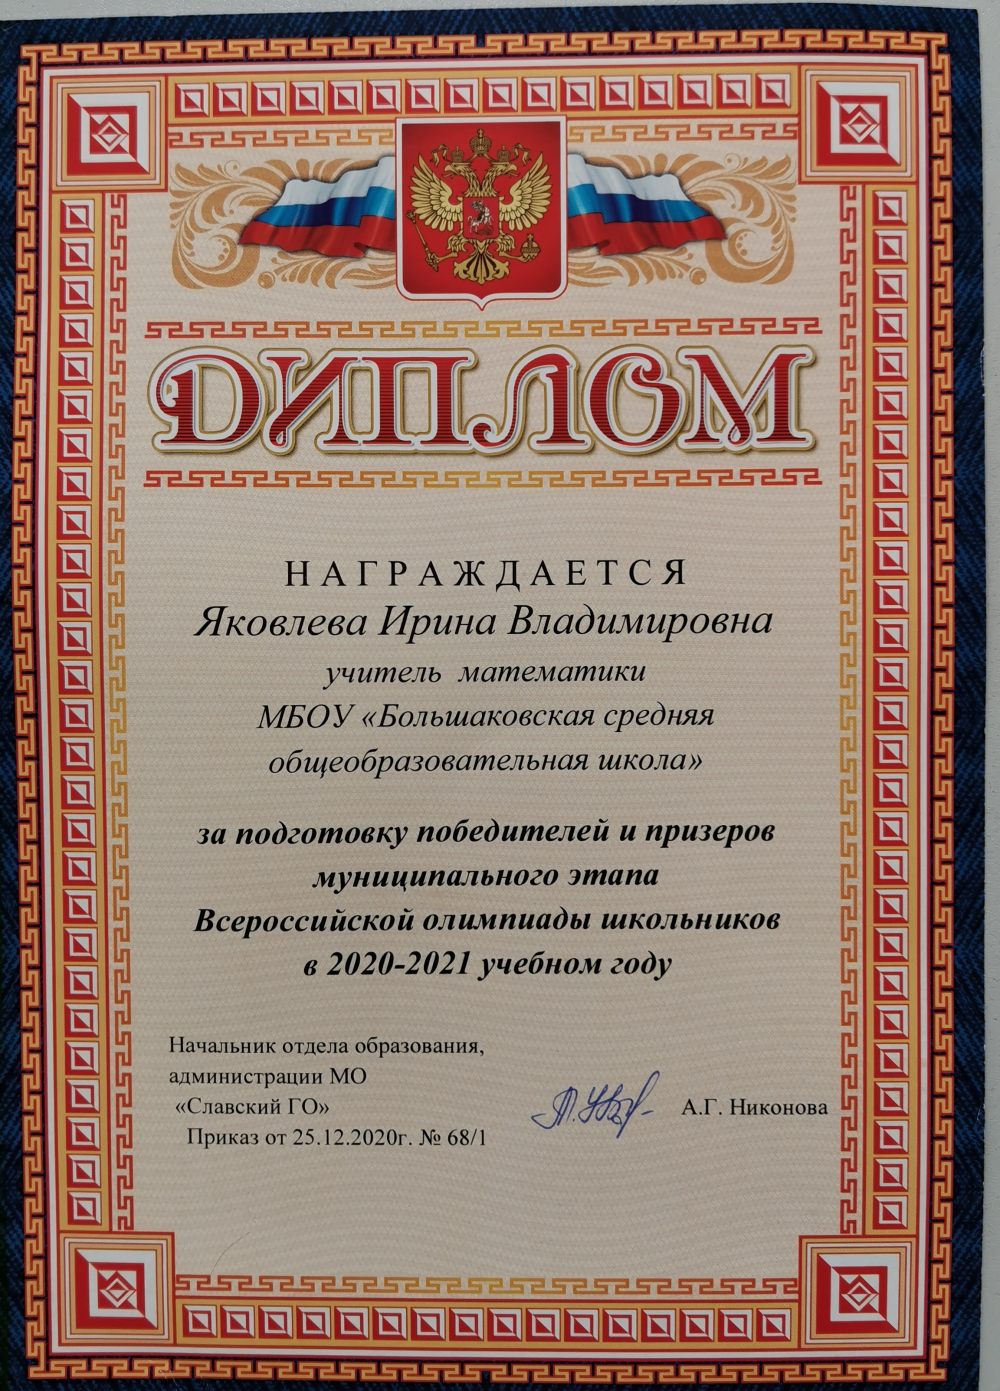 ДИПЛОМ
НАГРАЖДАЕТСЯ
Яковлева Ирина Владимировна
учитель математики
МБОУ «Большаковская средняя
общеобразовательная школа»
за подготовку победителей и призеров
муниципального этапа
Всероссийской олимпиады школьников
в 2020-2021 учебном году
Начальник отдела образования,
администрации МО
«Славский ГО»
А.Г. Никонова
Приказ от 25.12.2020г. № 68/1